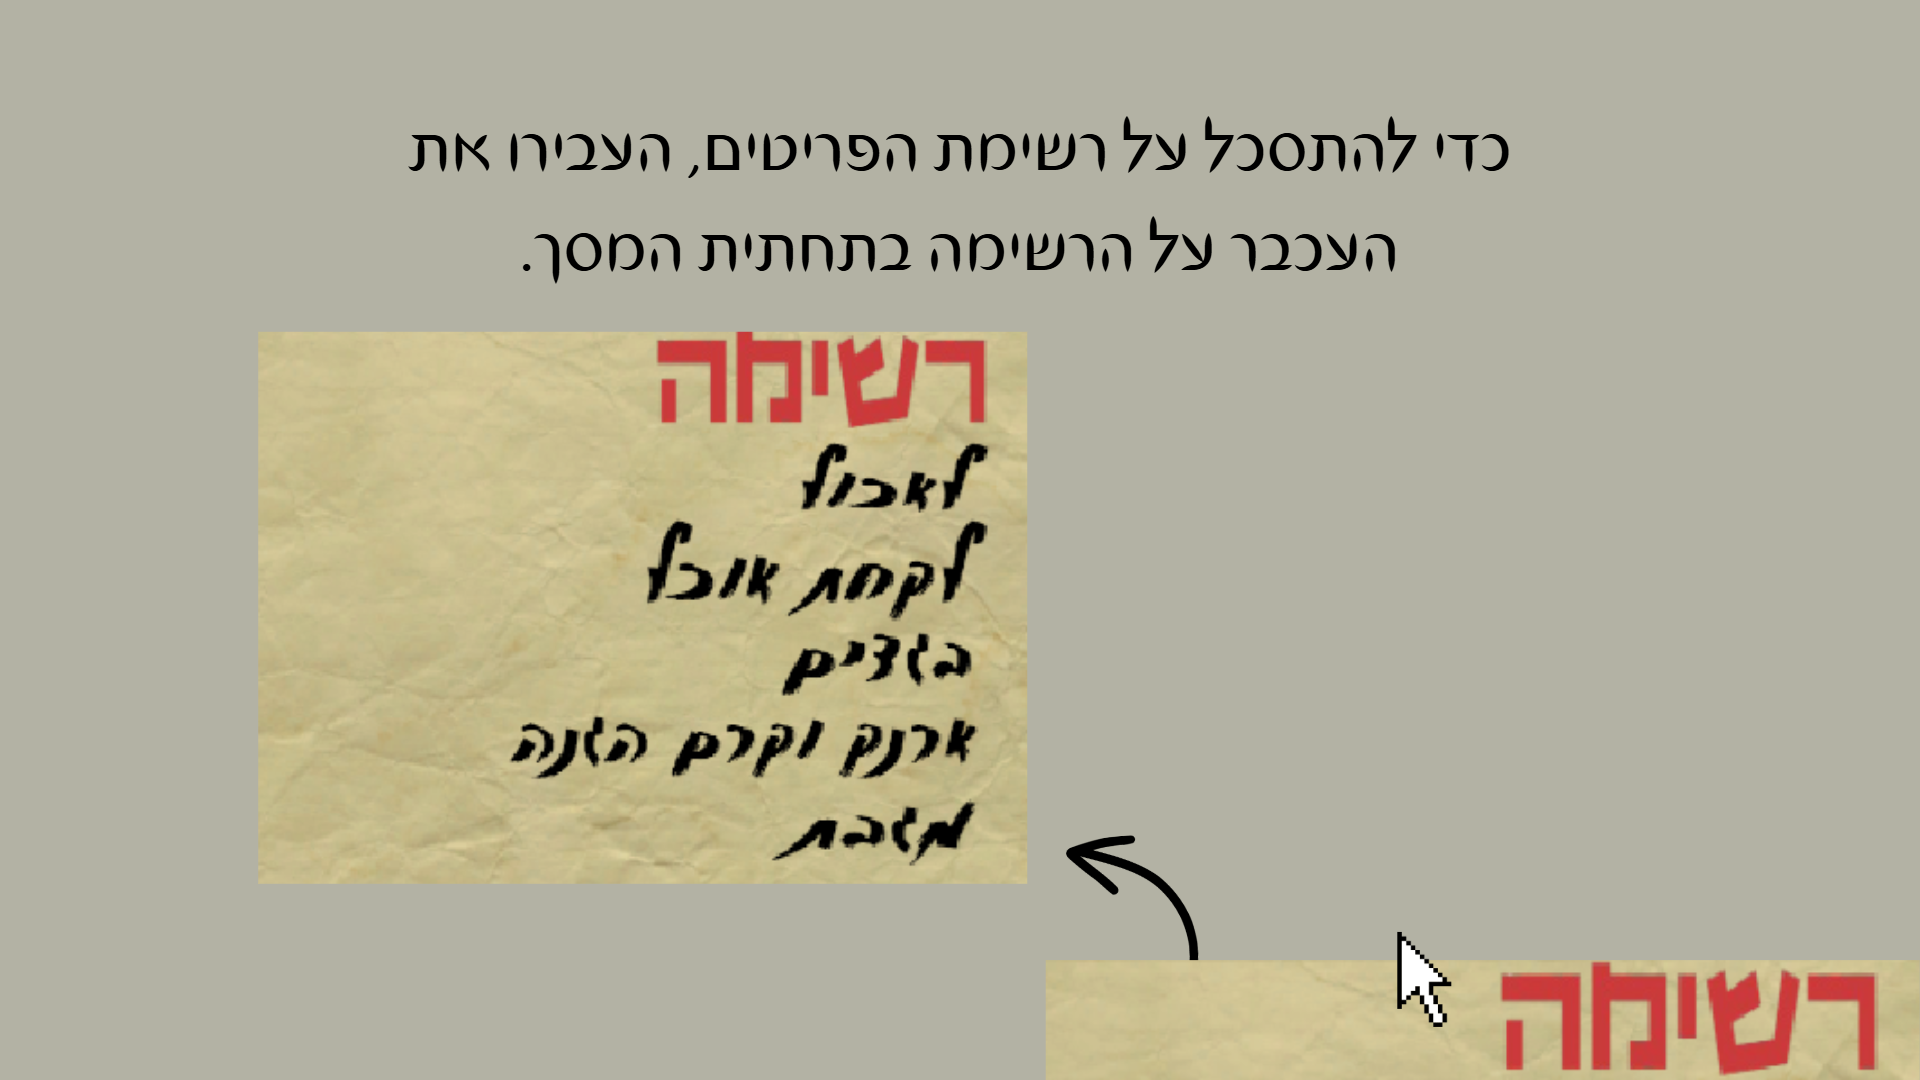 כדי להתסכל על רשימת הפריטים, העבירו את
העכבר על הרשימה בתחתית המסך.
רשימה
לאכול
לקחת אוכל
בגדים
ארנק וקרם הגנה
מגבת
רשימה